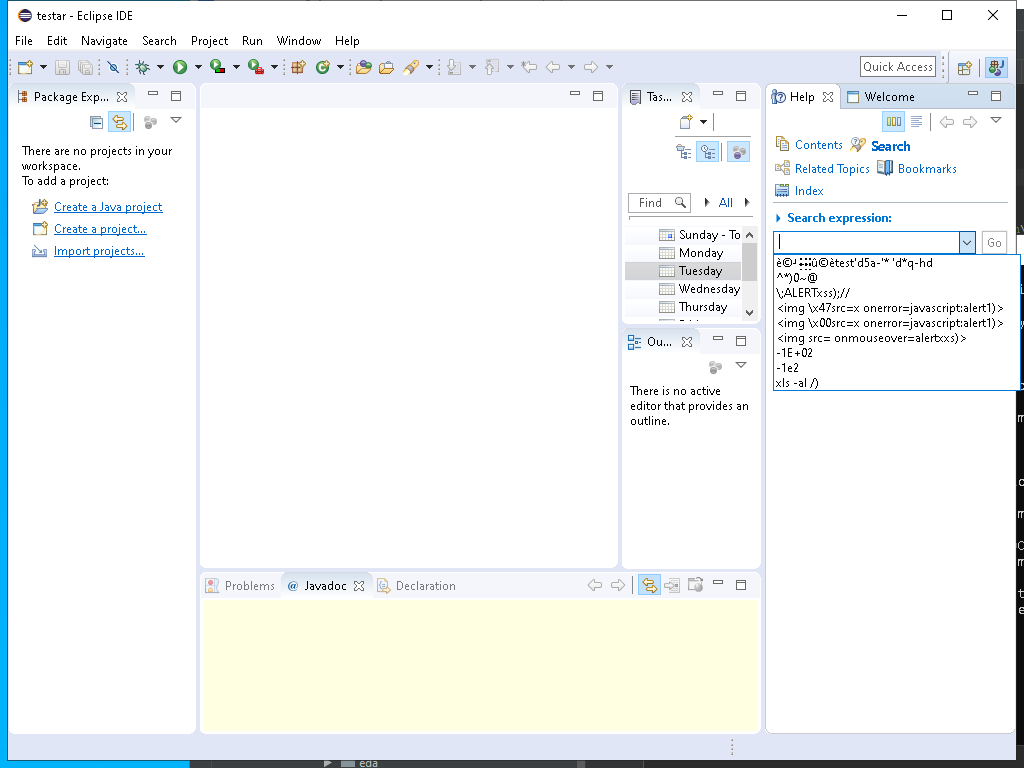 testar - Eclipse IDE
File Edit Navigate Search Project Run Window Help
Quick Access
Package Exp...
There are no projects in your
workspace.
To add a project:
Create a Java project
Create a project...
Import projects...
Tas...
Find
All
Sunday - To
Monday
Tuesday
Wednesday
Thursday
Ou...
There is no active
editor that provides an
outline.
Help
Welcome
Contents
Search
Related Topics
Bookmarks
Index
Search expression:
Go
test'd5a-'* 'd*q-hd
^*)0~@
\;ALERTxss);//
<img \x47src=x onerror=javascript:alert1)>
<img \x00src=x onerror=javascript:alert1)>
<img src= onmouseover=alertxxs)>
-1E+02
-1e2
xls -al /)
Problems
@ Javadoc
Declaration
eda